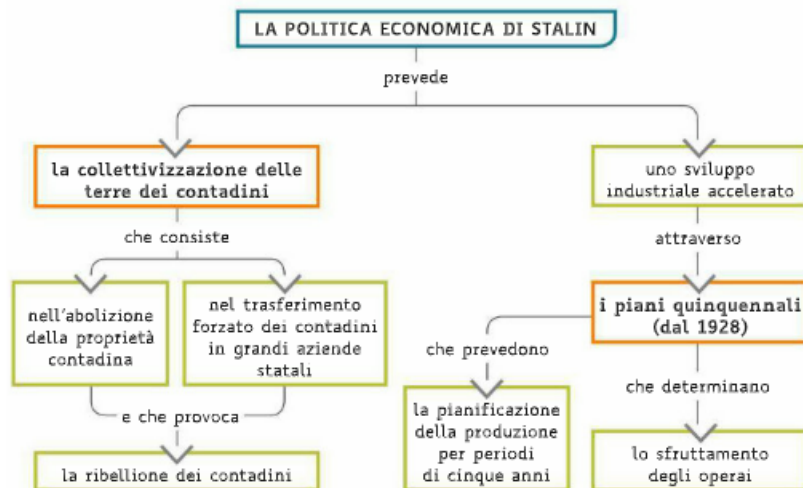 LA POLITICA ECONOMICA DI STALIN
prevede
la collettivizzazione delle
terre dei contadini
che consiste
nell'abolizione
della proprietà
contadina
nel trasferimento
forzato dei contadini
in grandi aziende
statali
e che provoca
la ribellione dei contadini
uno sviluppo
industriale accelerato
attraverso
i piani quinquennali
(dal 1928)
che prevedono
la pianificazione
della produzione
per periodi
di cinque anni
che determinano
lo sfruttamento
degli operai